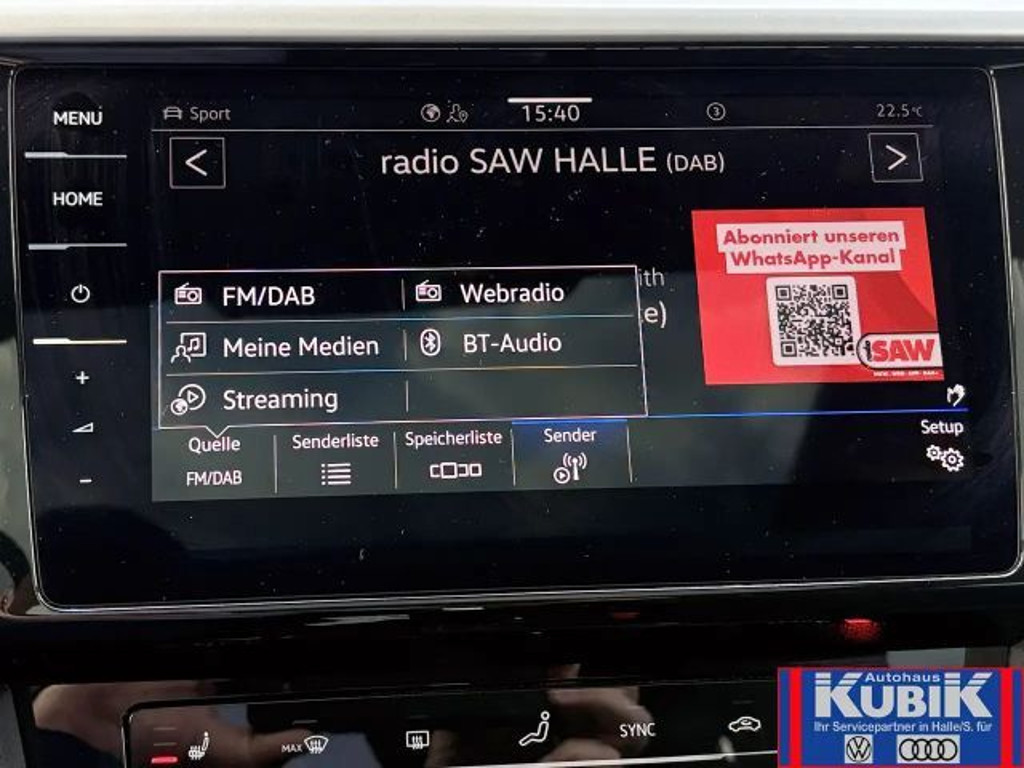 MENU
HOME
Sport
15:40
3
22.5°C
<
radio SAW HALLE (DAB)
>
Abonniert unseren
WhatsApp-Kanal
SAW
e)
FM/DAB
Webradio
Meine Medien
BT-Audio
Streaming
Quelle
FM/DAB
Senderliste
Speicherliste
Sender
Setup
+
-
MAX
SYNC
Autohaus
KUBIK
Ihr Servicepartner in Halle/S. für